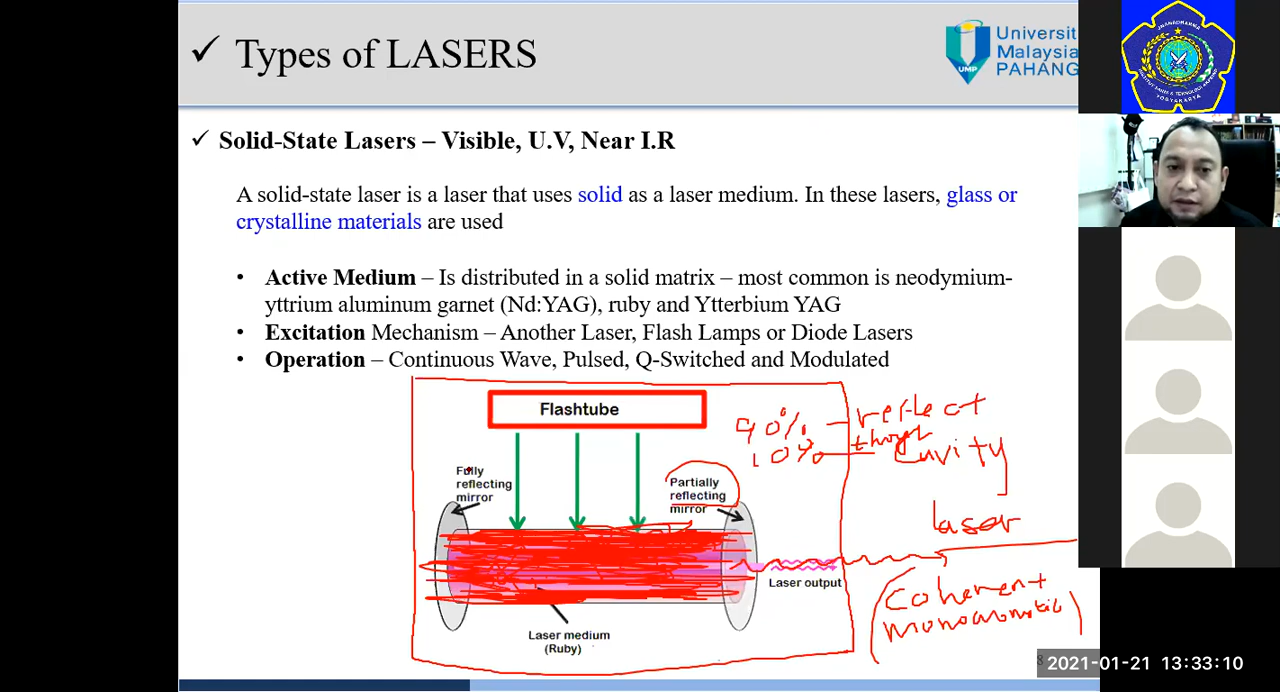 ✓ Types of LASERS
Universit
Malaysia
PAHANG
UMP
✓ Solid-State Lasers – Visible, U.V, Near I.R
A solid-state laser is a laser that uses solid as a laser medium. In these lasers, glass or
crystalline materials are used
• Active Medium – Is distributed in a solid matrix – most common is neodymium-
yttrium aluminum garnet (Nd:YAG), ruby and Ytterbium YAG
• Excitation Mechanism – Another Laser, Flash Lamps or Diode Lasers
• Operation – Continuous Wave, Pulsed, Q-Switched and Modulated
Flashtube
90% – reflect
10% – cavity
Fully
reflecting
mirror
Partially
reflecting
mirror
laser
Laser output
Coherent
Laser medium
(Ruby)
8
2021-01-21 13:33:10
YOGYAKARTA